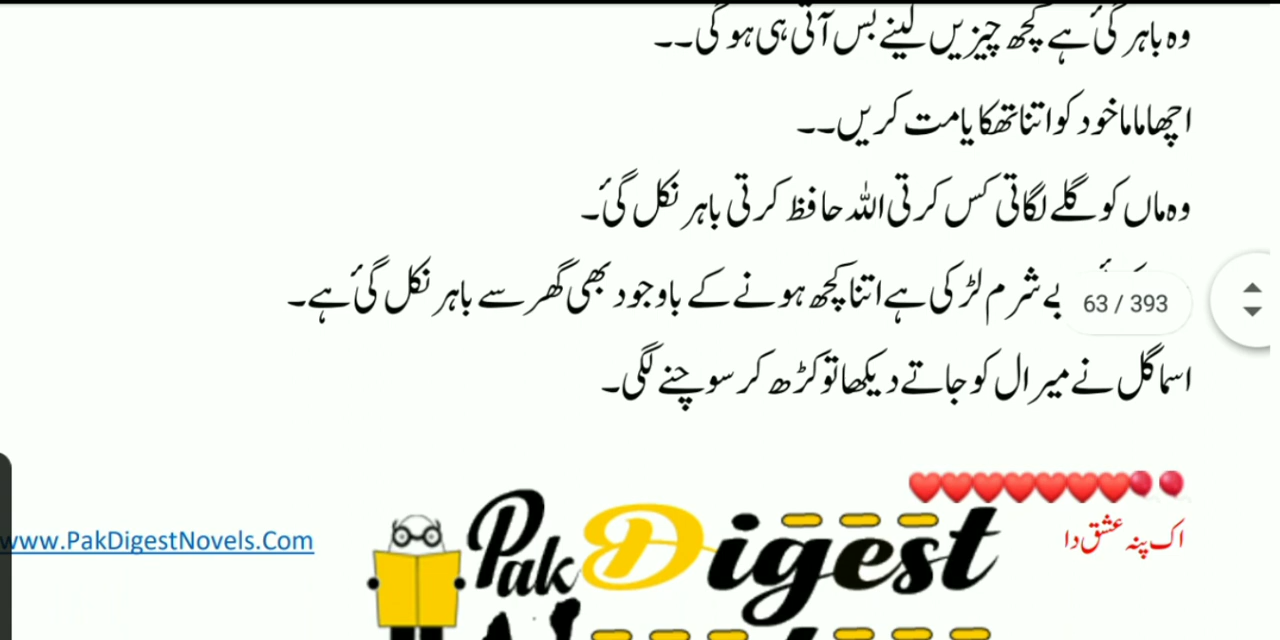 وہ باہر گئ ہے کچھ چیزیں لینے بس آتی ہی ہو گی۔۔
اچھا ماما خود کو اتنا تھکایا مت کریں۔۔
وہ ماں کو گلے لگاتی کس کرتی اللہ حافظ کرتی باہر نکل گئ۔
بے شرم لڑکی ہے اتنا کچھ ہونے کے باوجود بھی گھر سے باہر نکل گئ ہے۔
63 / 393
اسما گل نے میرال کو جاتے دیکھا تو کڑھ کر سوچنے لگی۔
اک پنہ عشق دا
www.PakDigestNovels.Com
Pak Digest